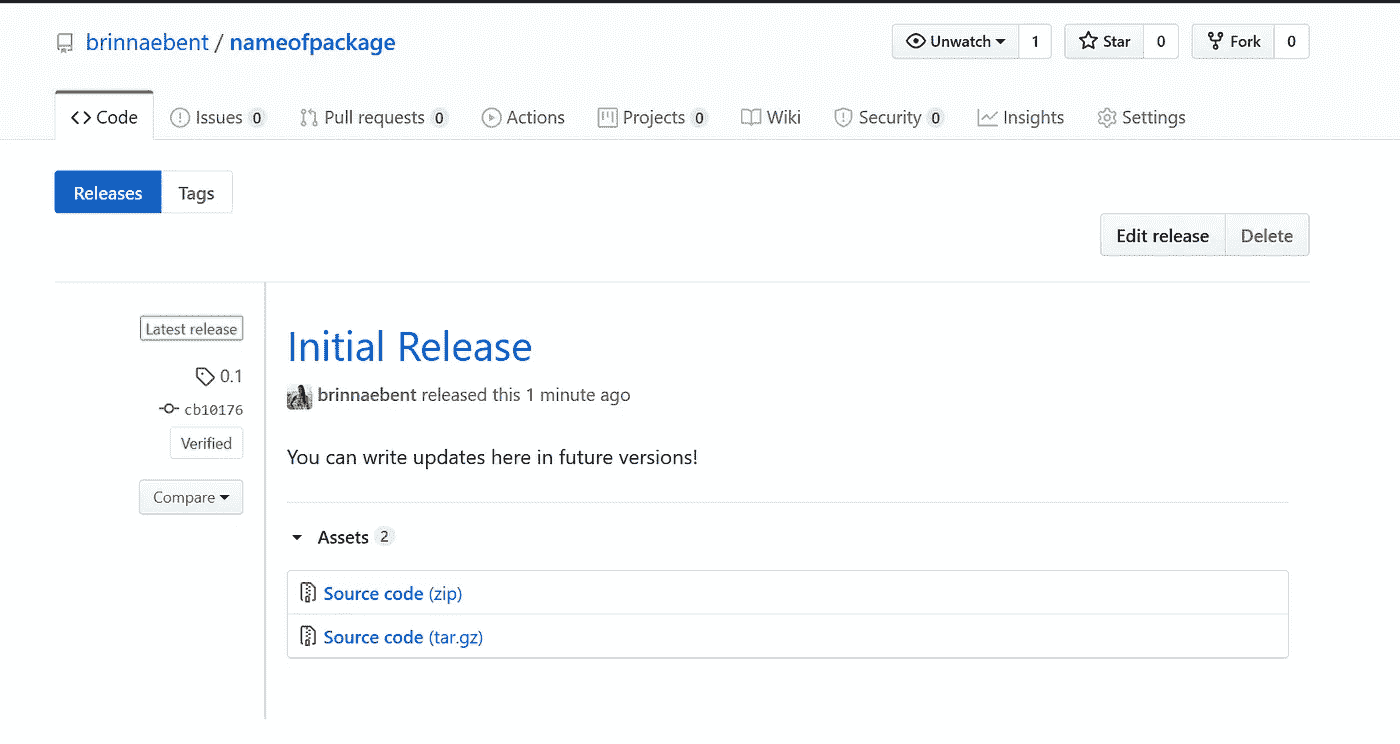 brinnaebent / nameofpackage Unwatch 1 Star 0 Fork 0
Code Issues 0 Pull requests 0 Actions Projects 0 Wiki Security 0 Insights Settings
Releases Tags
Edit release Delete
Latest release
0.1
cb10176
Verified
Compare
Initial Release
brinnaebent released this 1 minute ago
You can write updates here in future versions!
Assets 2
Source code (zip)
Source code (tar.gz)